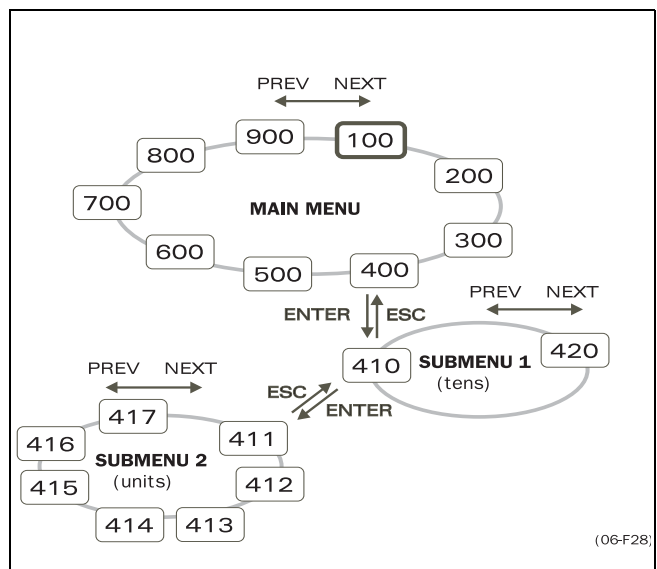 PREV NEXT
900 100
800
200
700
MAIN MENU
300
600
500 400
PREV NEXT
ENTER ESC
420
410 SUBMENU 1
(tens)
PREV NEXT
ESC
ENTER
417
411
416
SUBMENU 2
(units)
415
412
414 413
(06-F28)